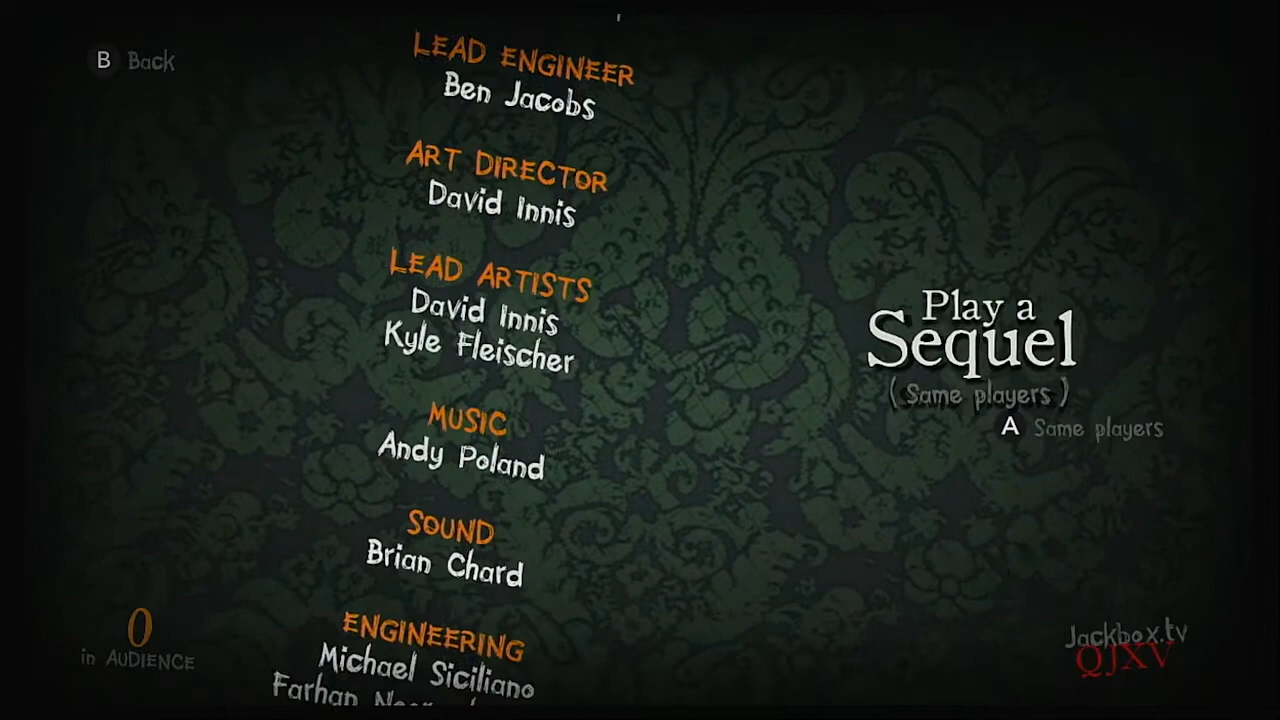 B Back
LEAD ENGINEER
Ben Jacobs
ART DIRECTOR
David Innis
LEAD ARTISTS
David Innis
Kyle Fleischer
MUSIC
Andy Poland
SOUND
Brian Chard
ENGINEERING
Michael Siciliano
Farhan
Play a
Sequel
(Same players)
A Same players
0
in AUDIENCE
Jackbox.tv
QJXV